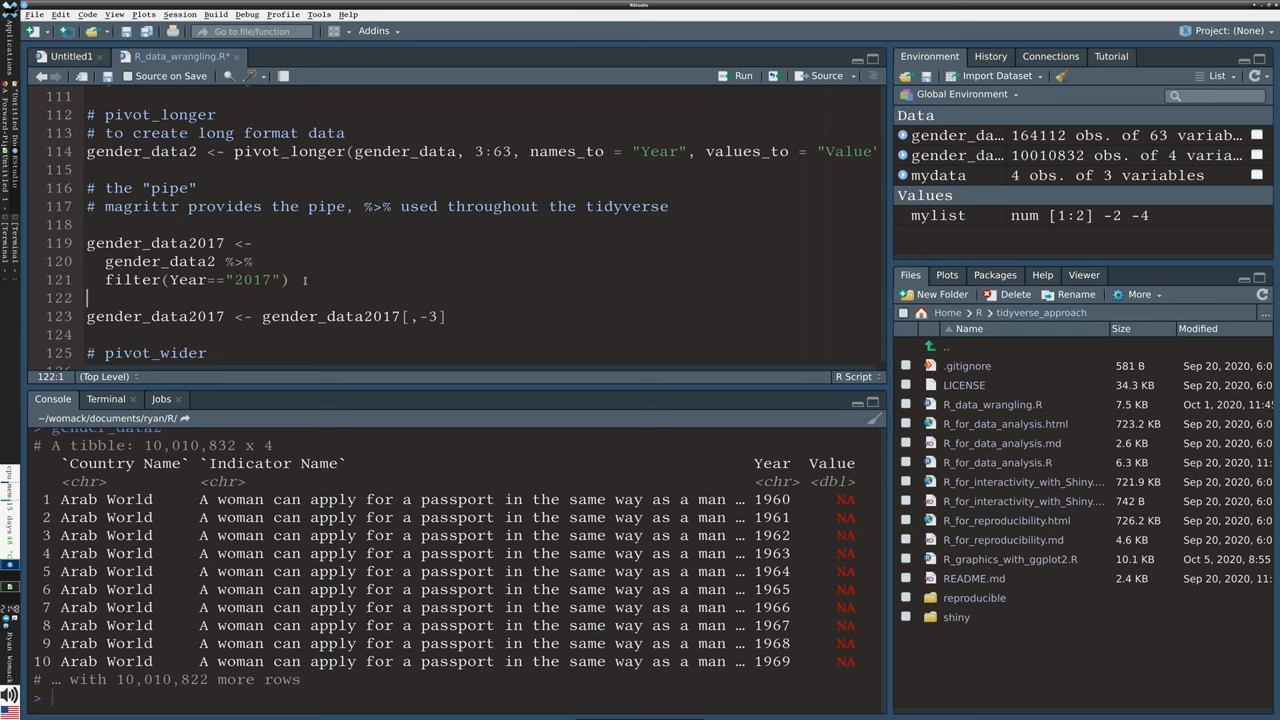 RStudio
File Edit Code View Plots Session Build Debug Profile Tools Help
Go to file/function Addins Project: (None)
Untitled1 R_data_wrangling.R*
Source on Save Run Source
111
112 # pivot_longer
113 # to create long format data
114 gender_data2 <- pivot_longer(gender_data, 3:63, names_to = "Year", values_to = "Value"
115
116 # the "pipe"
117 # magrittr provides the pipe, %>% used throughout the tidyverse
118
119 gender_data2017 <-
120 gender_data2 %>%
121 filter(Year=="2017")
122
123 gender_data2017 <- gender_data2017[,-3]
124
125 # pivot_wider
122:1 (Top Level) R Script
Console Terminal Jobs
~/womack/documents/ryan/R/
> gender_data2
# A tibble: 10,010,832 x 4
`Country Name` `Indicator Name` Year Value
<chr> <chr> <chr> <dbl>
1 Arab World A woman can apply for a passport in the same way as a man … 1960 NA
2 Arab World A woman can apply for a passport in the same way as a man … 1961 NA
3 Arab World A woman can apply for a passport in the same way as a man … 1962 NA
4 Arab World A woman can apply for a passport in the same way as a man … 1963 NA
5 Arab World A woman can apply for a passport in the same way as a man … 1964 NA
6 Arab World A woman can apply for a passport in the same way as a man … 1965 NA
7 Arab World A woman can apply for a passport in the same way as a man … 1966 NA
8 Arab World A woman can apply for a passport in the same way as a man … 1967 NA
9 Arab World A woman can apply for a passport in the same way as a man … 1968 NA
10 Arab World A woman can apply for a passport in the same way as a man … 1969 NA
# … with 10,010,822 more rows
>
Environment History Connections Tutorial
Import Dataset List
Global Environment
Data
gender_da… 164112 obs. of 63 variab…
gender_da… 10010832 obs. of 4 varia…
mydata 4 obs. of 3 variables
Values
mylist num [1:2] -2 -4
Files Plots Packages Help Viewer
New Folder Delete Rename More
Home R tidyverse_approach ...
Name Size Modified
..
.gitignore 581 B Sep 20, 2020, 6:0
LICENSE 34.3 KB Sep 20, 2020, 6:0
R_data_wrangling.R 7.5 KB Oct 1, 2020, 11:4
R_for_data_analysis.html 723.2 KB Sep 20, 2020, 6:0
R_for_data_analysis.md 4.6 KB Sep 20, 2020, 6:0
R_for_data_analysis.R 6.3 KB Sep 20, 2020, 11:
R_for_interactivity_with_Shiny.... 721.9 KB Sep 20, 2020, 6:0
R_for_interactivity_with_Shiny.... 742 B Sep 20, 2020, 6:0
R_for_reproducibility.html 726.2 KB Sep 20, 2020, 6:0
R_for_reproducibility.md 4.6 KB Sep 20, 2020, 6:0
R_graphics_with_ggplot2.R 10.1 KB Oct 5, 2020, 8:55
README.md 2.4 KB Sep 20, 2020, 11:
reproducible
shiny
Applications
RStudio
[Terminal]
Ryan Womack